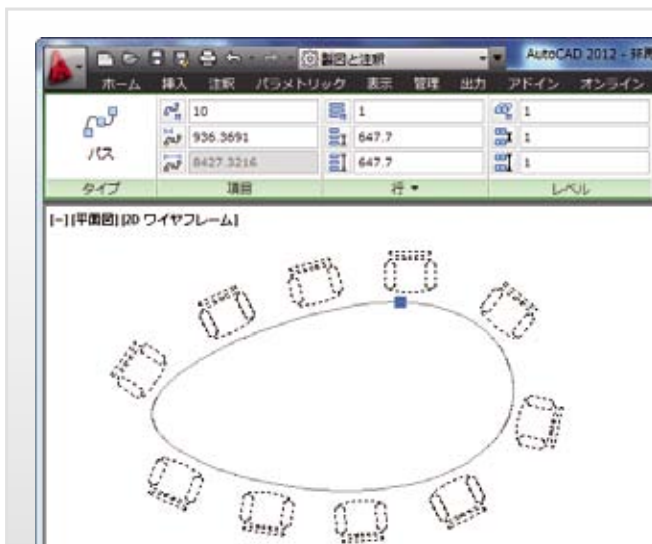 製図と注釈 AutoCAD 2012 -
ホーム 挿入 注釈 パラメトリック 表示 管理 出力 アドイン オンライン
10 1 1
936.3691 647.7 1
パス 8427.3216 647.7 1
タイプ 項目 行 レベル
[-][平面図][2D ワイヤフレーム]